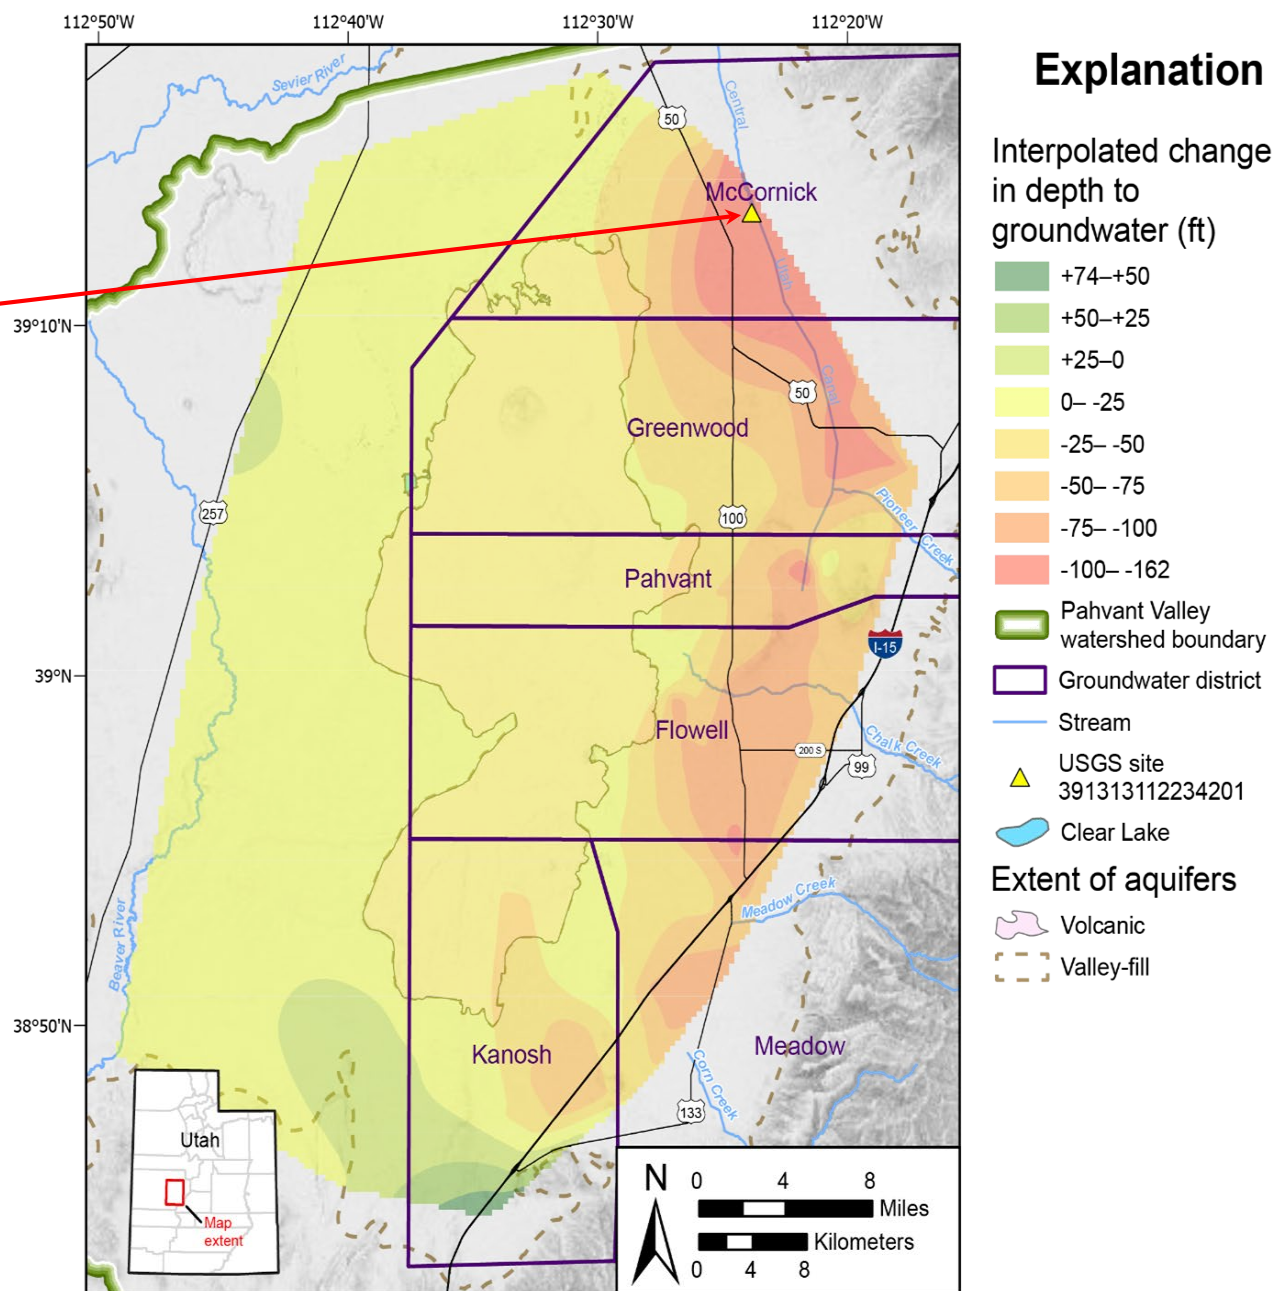 112°50'W
112°40'W
112°30'W
112°20'W
Explanation
Sevier River
50
Central
Interpolated change
in depth to
groundwater (ft)
McCornick
Utah
+74–+50
39°10'N
+50–+25
+25–0
Canal
50
0– -25
Greenwood
-25– -50
-50– -75
257
100
Pioneer Creek
-75– -100
Pahvant
-100– -162
Pahvant Valley
watershed boundary
I-15
39°N
Groundwater district
Flowell
Stream
Chalk Creek
200 S
99
USGS site
391313112234201
Clear Lake
Extent of aquifers
Meadow Creek
Beaver River
Volcanic
Valley-fill
38°50'N
Kanosh
Meadow
Corn Creek
133
Utah
Map
extent
N
0 4 8
Miles
Kilometers
0 4 8